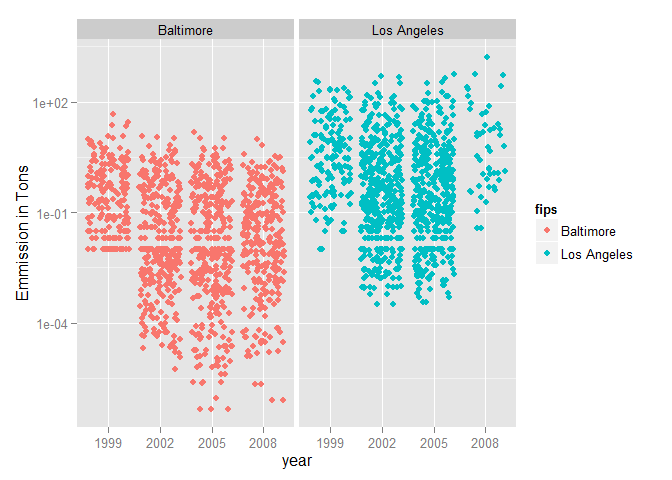 Baltimore
Los Angeles
Emmission in Tons
1e+02
1e-01
1e-04
1999 2002 2005 2008
1999 2002 2005 2008
year
fips
Baltimore
Los Angeles